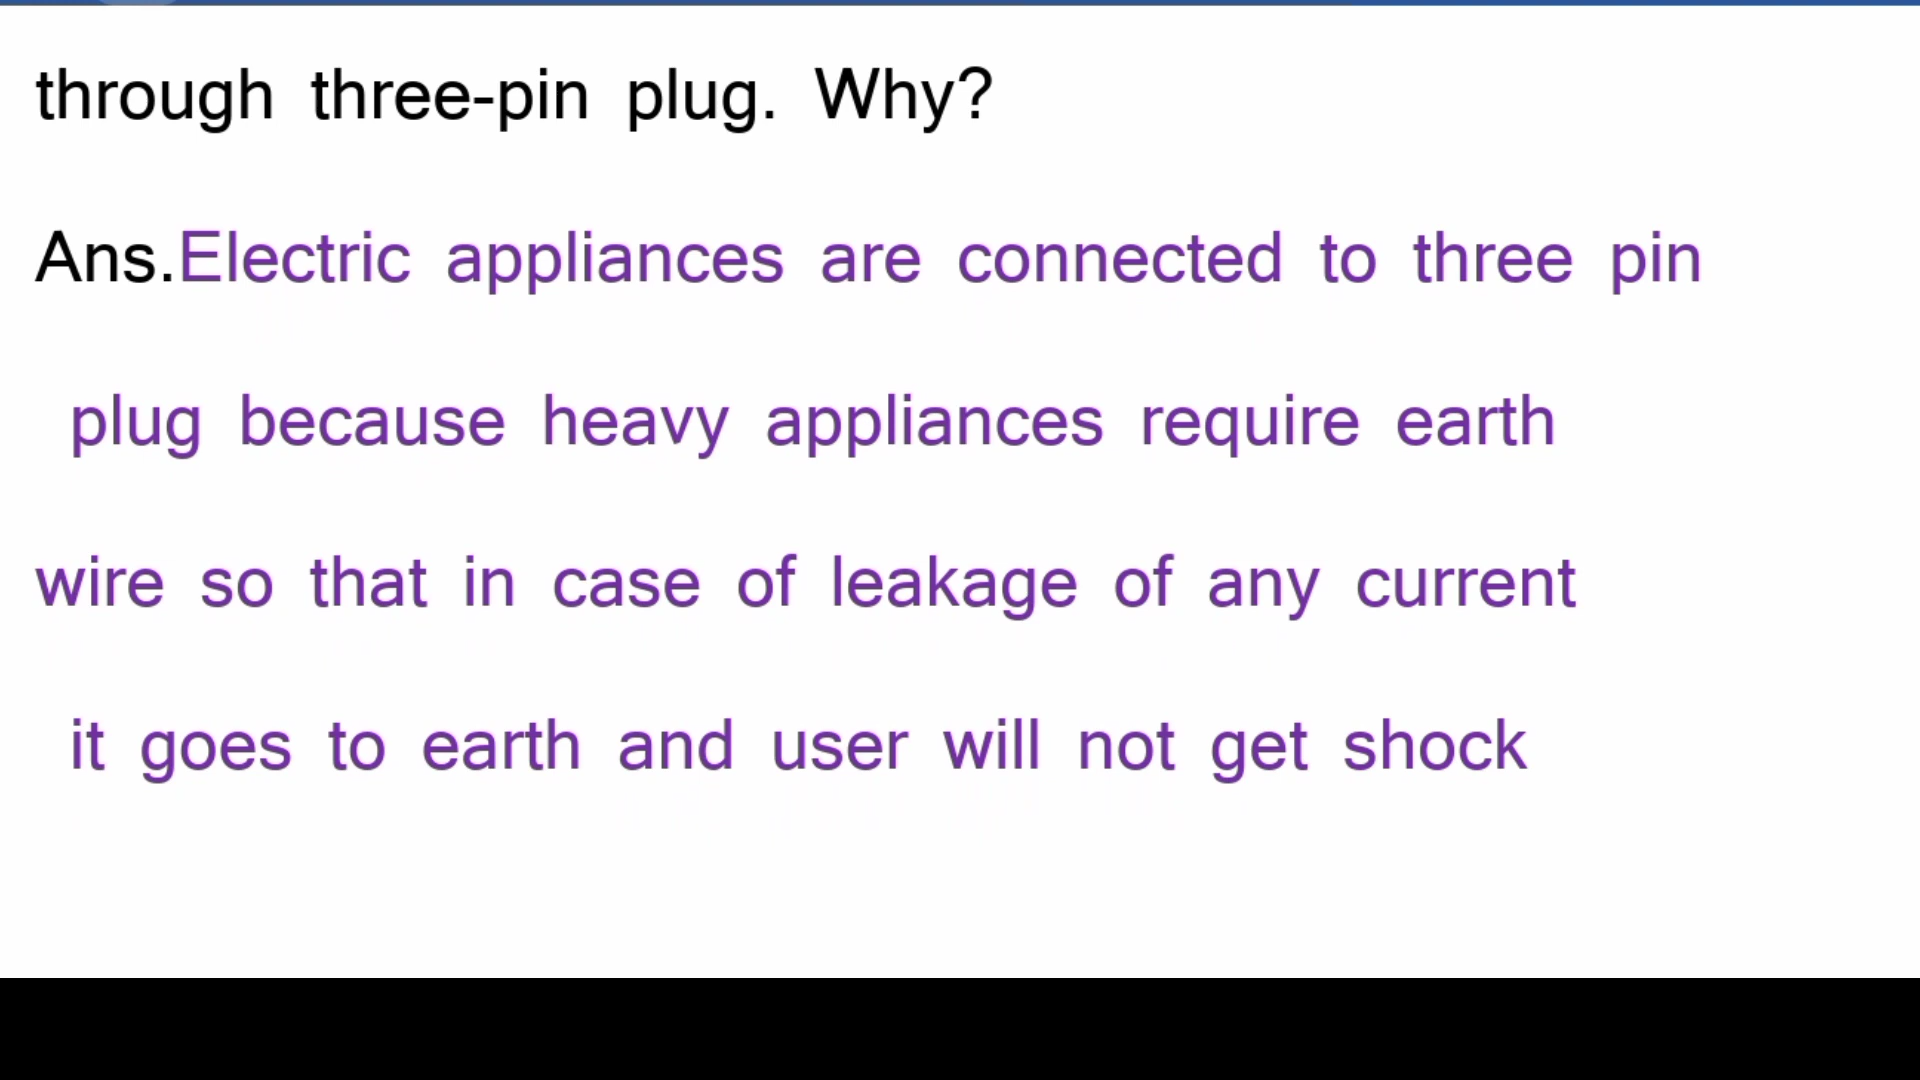 through three-pin plug. Why?
Ans.Electric appliances are connected to three pin
plug because heavy appliances require earth
wire so that in case of leakage of any current
it goes to earth and user will not get shock